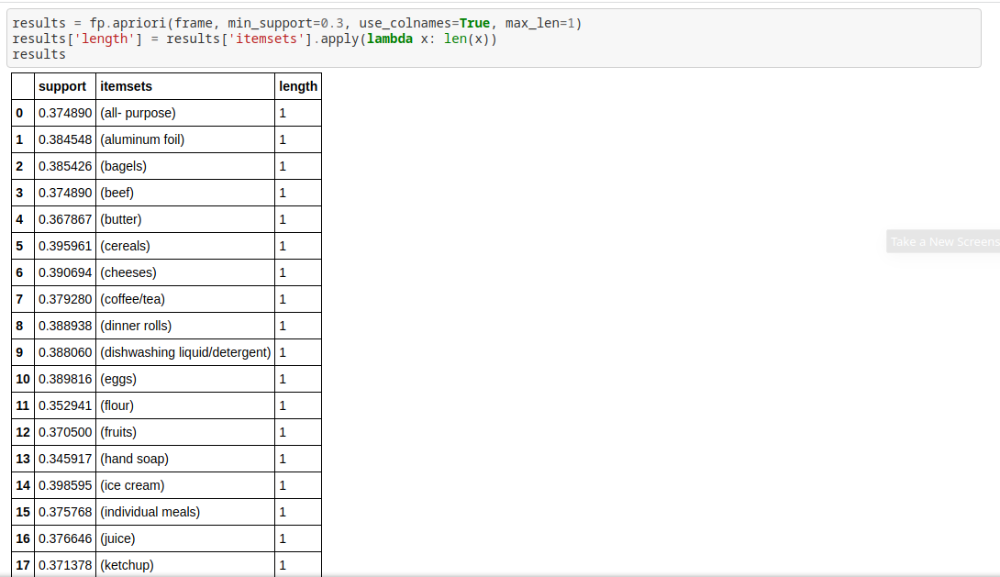 results = fp.apriori(frame, min_support=0.3, use_colnames=True, max_len=1)
results['length'] = results['itemsets'].apply(lambda x: len(x))
results
support itemsets length
0 0.374890 (all- purpose) 1
1 0.384548 (aluminum foil) 1
2 0.385426 (bagels) 1
3 0.374890 (beef) 1
4 0.367867 (butter) 1
5 0.395961 (cereals) 1
Take a New Screens
6 0.390694 (cheeses) 1
7 0.379280 (coffee/tea) 1
8 0.388938 (dinner rolls) 1
9 0.388060 (dishwashing liquid/detergent) 1
10 0.389816 (eggs) 1
11 0.352941 (flour) 1
12 0.370500 (fruits) 1
13 0.345917 (hand soap) 1
14 0.398595 (ice cream) 1
15 0.375768 (individual meals) 1
16 0.376646 (juice) 1
17 0.371378 (ketchup) 1